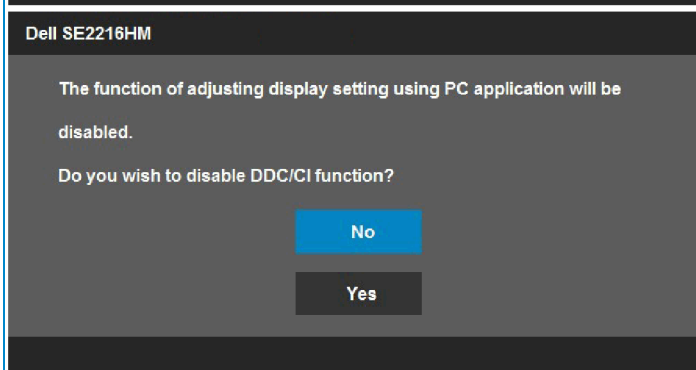 Dell SE2216HM
The function of adjusting display setting using PC application will be
disabled.
Do you wish to disable DDC/CI function?
No
Yes